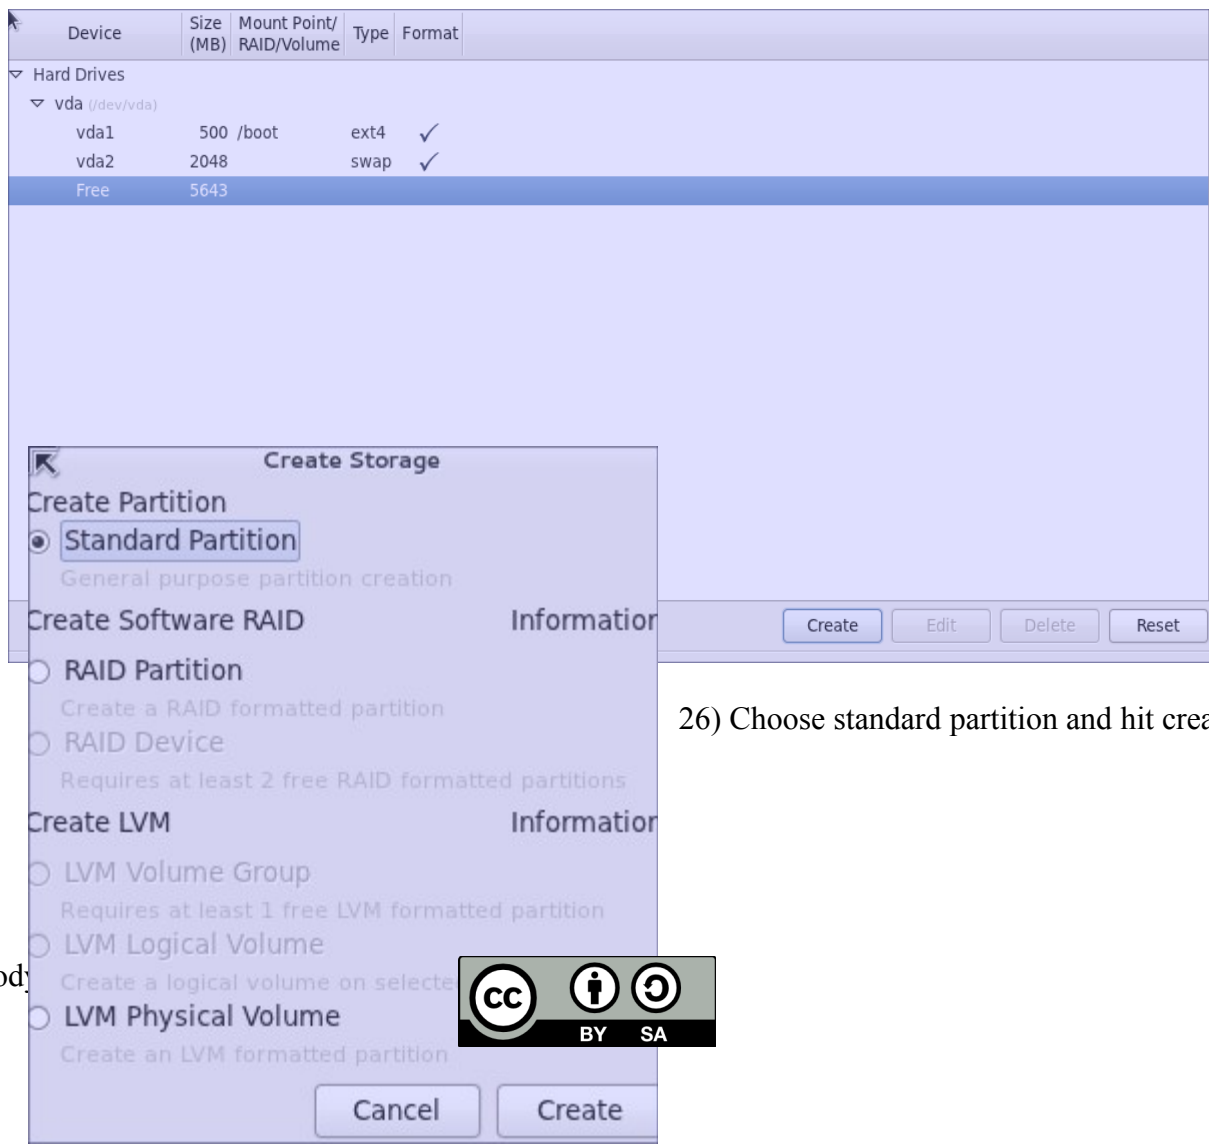 Device Size (MB) Mount Point/ RAID/Volume Type Format
Hard Drives
vda (/dev/vda)
vda1 500 /boot ext4
vda2 2048 swap
Free 5643
Create Storage
Create Partition
Standard Partition
General purpose partition creation
Create Software RAID Information
RAID Partition
Create a RAID formatted partition
RAID Device
Requires at least 2 free RAID formatted partitions
Create LVM Information
LVM Volume Group
Requires at least 1 free LVM formatted partition
LVM Logical Volume
Create a logical volume on
LVM Physical Volume
Create an LVM formatted partition
Cancel Create
Create Edit Delete Reset
26) Choose standard partition and hit
CC BY SA